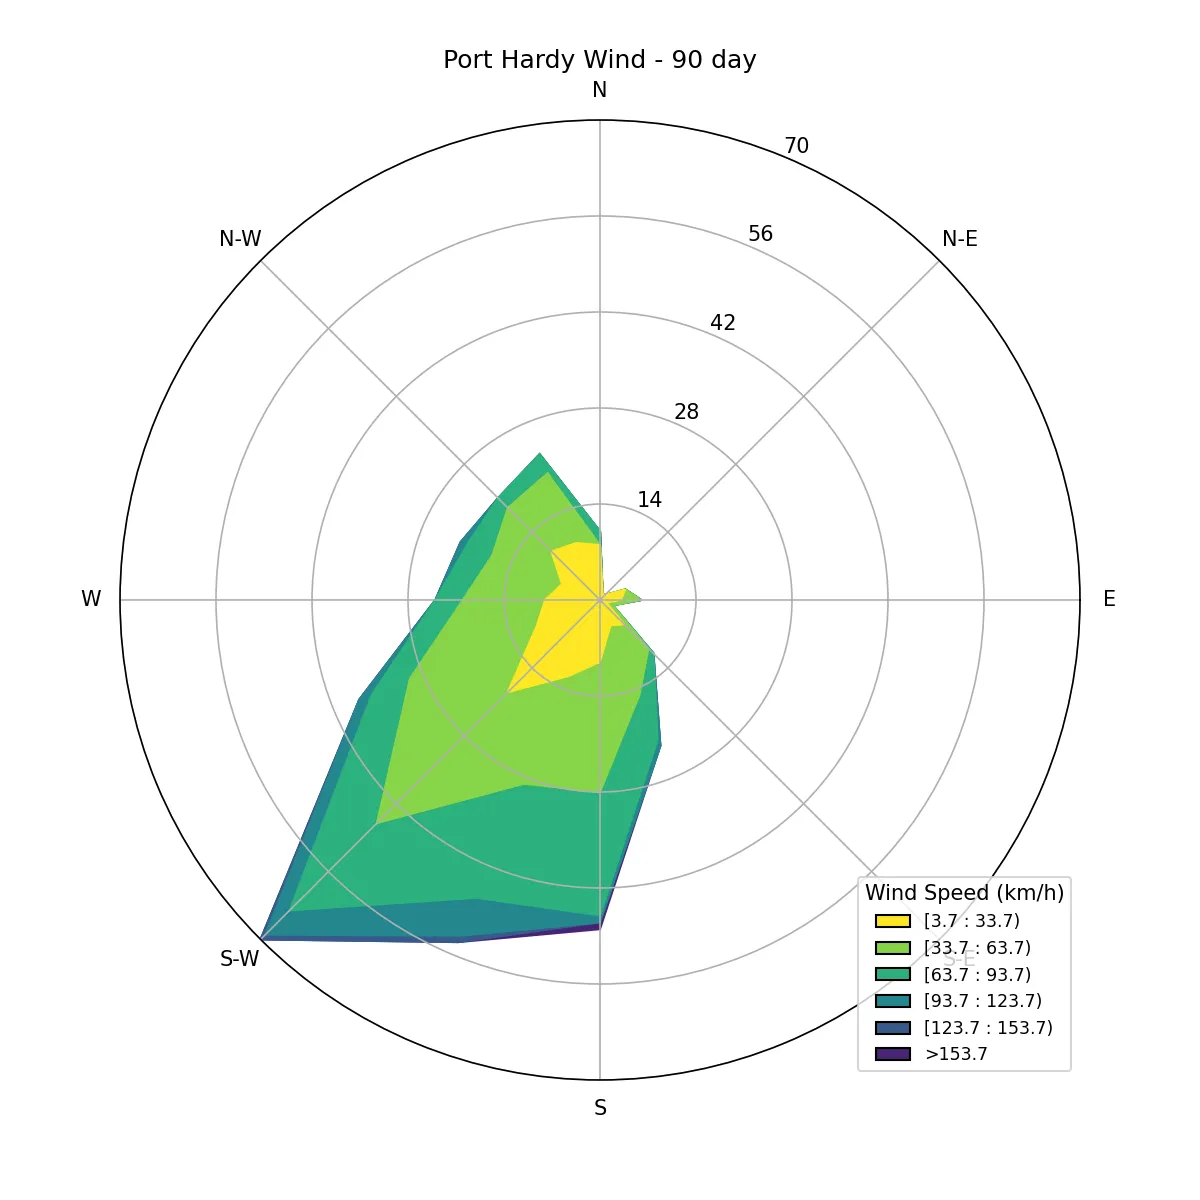 Port Hardy Wind - 90 day
N
70
N-W
56
N-E
42
28
14
W
E
Wind Speed (km/h)
[3.7 : 33.7)
[33.7 : 63.7)
S-W
S-E
[63.7 : 93.7)
[93.7 : 123.7)
[123.7 : 153.7)
>153.7
S